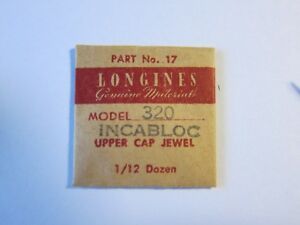 PART No. 17
LONGINES
Genuine Material
MODEL 320
INCABLOC
UPPER CAP JEWEL
1/12 Dozen